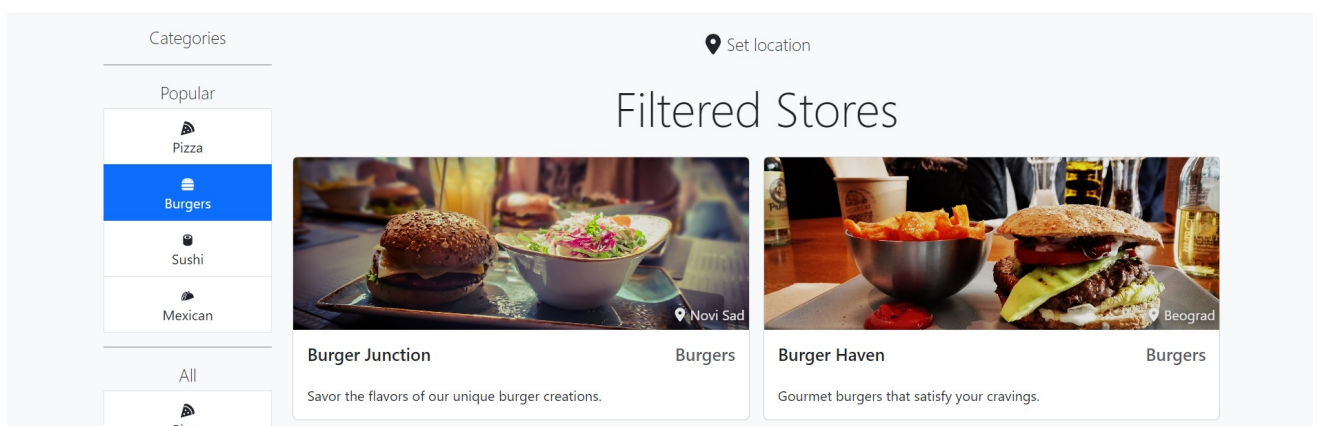 Categories
Popular
Pizza
Burgers
Sushi
Mexican
All
Set location
Filtered Stores
Novi Sad
Burger Junction
Burgers
Savor the flavors of our unique burger creations.
Beograd
Burger Haven
Burgers
Gourmet burgers that satisfy your cravings.